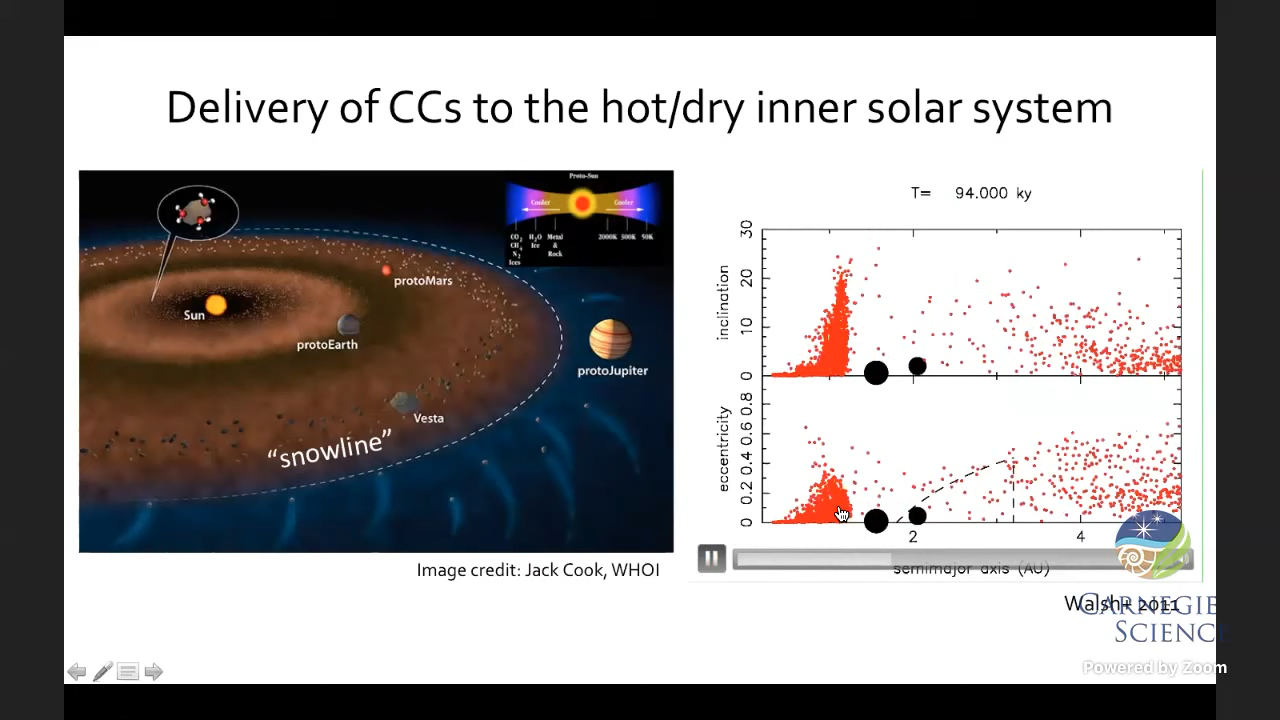 Delivery of CCs to the hot/dry inner solar system
Proto-Sun
Cooler
Cooler
CO2 H2O Metal 2000K 300K 50K
CH4 Ice &
N2 Rock
Ices
protoMars
Sun
protoEarth
protoJupiter
Vesta
"snowline"
Image credit: Jack Cook, WHOI
T= 94.000 ky
inclination
30
20
10
0
eccentricity
0.8
0.6
0.4
0.2
0
2 4
semimajor axis (AU)
Walsh+ 2011
CARNEGIE
SCIENCE
Powered by Zoom